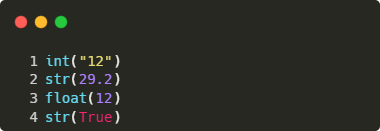 1 int("12")
2 str(29.2)
3 float(12)
4 str(True)